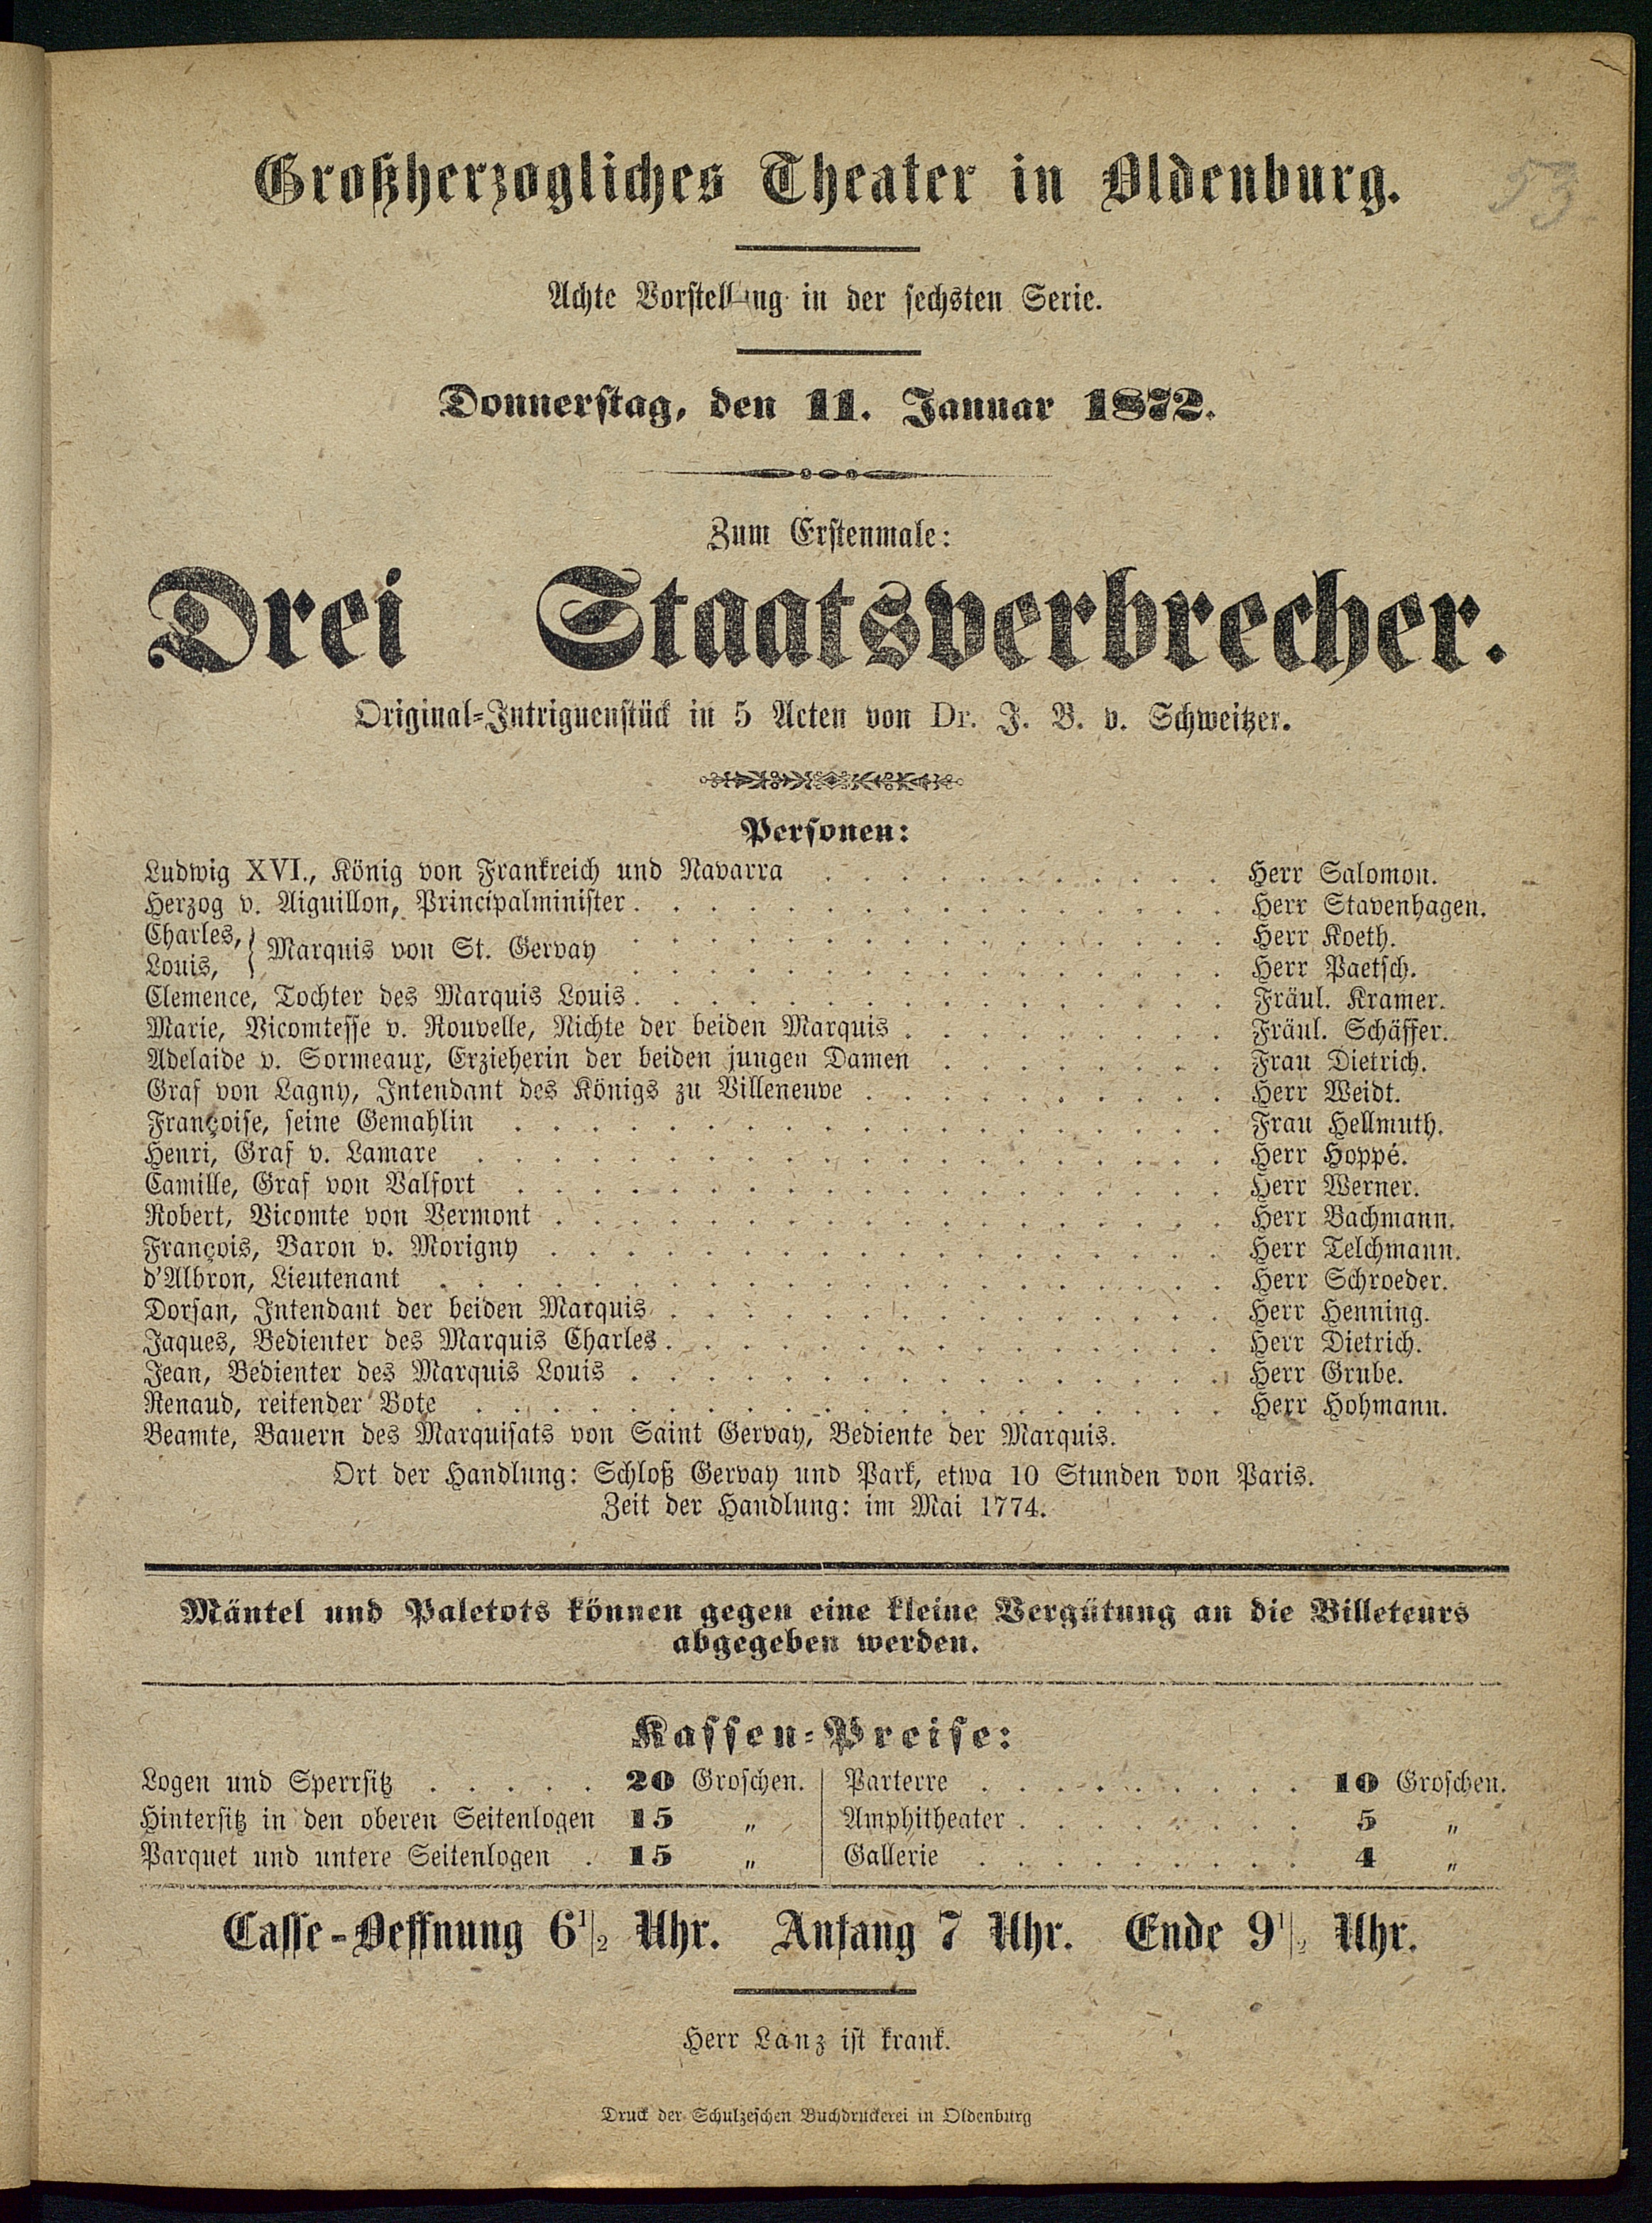 Großherzogliches Theater in Oldenburg.
53
Achte Vorstellung in der sechsten Serie.
Donnerstag, den 11. Januar 1872.
Zum Erstenmale:
Drei Staatsverbrecher.
Original-Intriguenstück in 5 Acten von Dr. J. B. v. Schweitzer.
Personen:
Ludwig XVI., König von Frankreich und Navarra . . . . . . . . . . . Herr Salomon.
Herzog v. Aiguillon, Principalminister . . . . . . . . . . . . . . . Herr Stavenhagen.
Charles, } Marquis von St. Gervay . . . . . . . . . . . . . . . Herr Koeth.
Louis, } . . . . . . . . . . . . . . . Herr Paetsch.
Clemence, Tochter des Marquis Louis . . . . . . . . . . . . . . . Fräul. Kramer.
Marie, Vicomtesse v. Rouvelle, Nichte der beiden Marquis . . . . . . . . . Fräul. Schäffer.
Adelaide v. Sormeaux, Erzieherin der beiden jungen Damen . . . . . . . . Frau Dietrich.
Graf von Lagny, Intendant des Königs zu Villeneuve . . . . . . . . . . Herr Weidt.
Françoise, seine Gemahlin . . . . . . . . . . . . . . . . . . . Frau Hellmuth.
Henri, Graf v. Lamare . . . . . . . . . . . . . . . . . . . . Herr Hoppé.
Camille, Graf von Valfort . . . . . . . . . . . . . . . . . . . Herr Werner.
Robert, Vicomte von Vermont . . . . . . . . . . . . . . . . . . Herr Bachmann.
François, Baron v. Morigny . . . . . . . . . . . . . . . . . . Herr Telchmann.
d'Albron, Lieutenant . . . . . . . . . . . . . . . . . . . . . Herr Schroeder.
Dorsan, Intendant der beiden Marquis . . . . . . . . . . . . . . . Herr Henning.
Jaques, Bedienter des Marquis Charles . . . . . . . . . . . . . . . Herr Dietrich.
Jean, Bedienter des Marquis Louis . . . . . . . . . . . . . . . . Herr Grube.
Renaud, reitender Bote . . . . . . . . . . . . . . . . . . . . Herr Hohmann.
Beamte, Bauern des Marquisats von Saint Gervay, Bediente der Marquis.
Ort der Handlung: Schloß Gervay und Park, etwa 10 Stunden von Paris.
Zeit der Handlung: im Mai 1774.
Mäntel und Paletots können gegen eine kleine Vergütung an die Billeteurs
abgegeben werden.
Kassen-Preise:
Logen und Sperrsitz . . . . . 20 Groschen. | Parterre . . . . . . . . . 10 Groschen.
Hintersitz in den oberen Seitenlogen 15 „ | Amphitheater . . . . . . . . 5 „
Parquet und untere Seitenlogen . 15 „ | Gallerie . . . . . . . . . 4 „
Casse-Oeffnung 6 1/2 Uhr. Anfang 7 Uhr. Ende 9 1/2 Uhr.
Herr Lanz ist krank.
Druck der Schulzeschen Buchdruckerei in Oldenburg